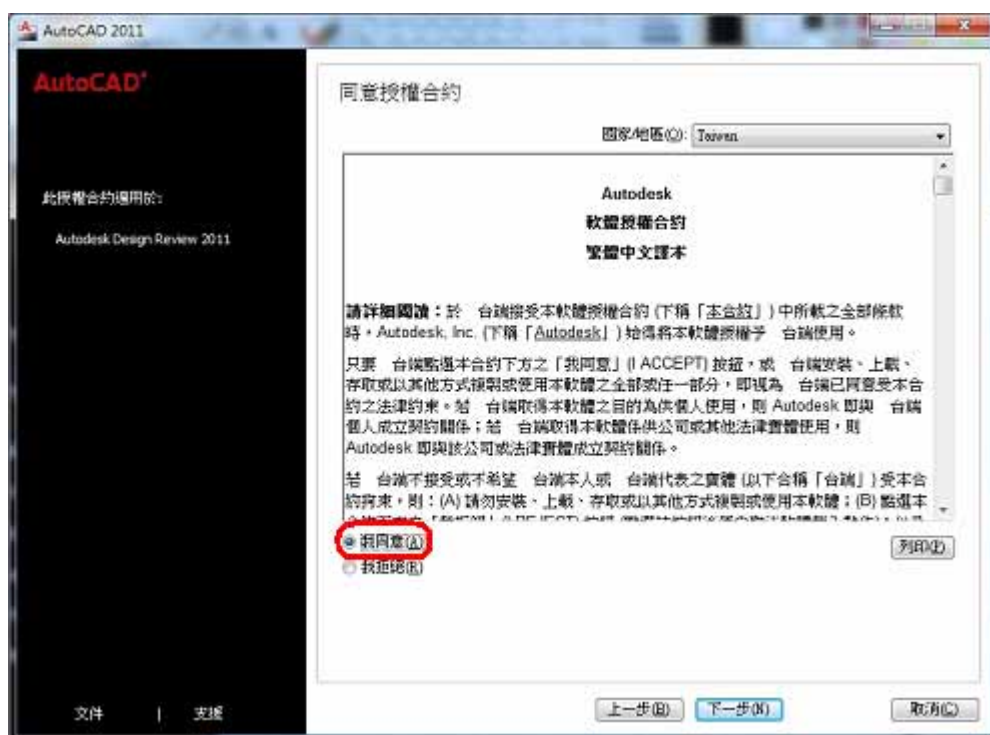 AutoCAD 2011
AutoCAD
此授權合約適用於:
Autodesk Design Review 2011
文件 | 支援
同意授權合約
國家/地區(O): Taiwan
Autodesk
軟體授權合約
繁體中文譯本
請詳細閱讀：於 台端接受本軟體授權合約 (下稱「本合約」) 中所載之全部條款
時，Autodesk, Inc. (下稱「Autodesk」) 始得將本軟體授權予 台端使用。
只要 台端點選本合約下方之「我同意」(I ACCEPT) 按鈕，或 台端安裝、上載、
存取或以其他方式複製或使用本軟體之全部或任一部分，即視為 台端已同意受本合
約之法律約束。若 台端取得本軟體之目的為供個人使用，則 Autodesk 即與 台端
個人成立契約關係；若 台端取得本軟體係供公司或其他法律實體使用，則
Autodesk 即與該公司或法律實體成立契約關係。
若 台端不接受或不希望 台端本人或 台端代表之實體 (以下合稱「台端」) 受本合
約拘束，則：(A) 請勿安裝、上載、存取或以其他方式複製或使用本軟體；(B) 點選本
我同意(A)
我拒絕(R)
列印(P)
上一步(B)
下一步(N)
取消(C)